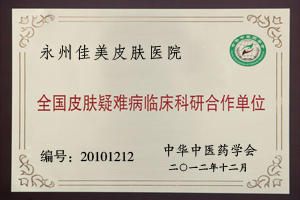 永州佳美皮肤医院
全国皮肤疑难病临床科研合作单位
编号：20101212
中华中医药学会
二〇一二年十二月